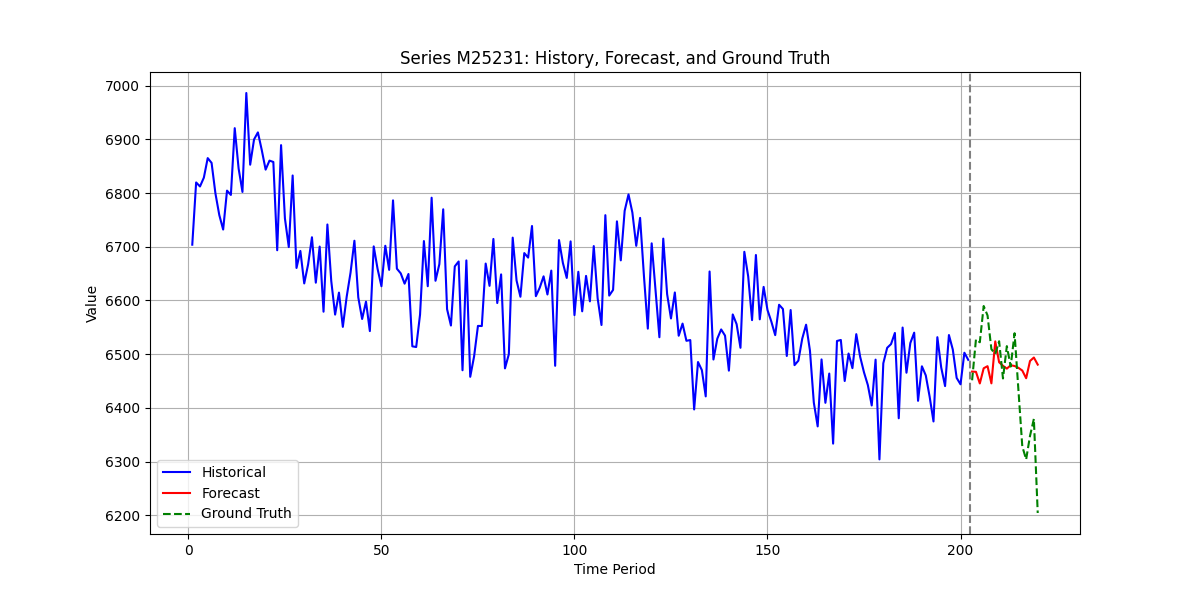 Series M25231: History, Forecast, and Ground Truth
7000
6900
6800
6700
6600
6500
6400
6300
6200
Value
Historical
Forecast
Ground Truth
0
50
100
150
200
Time Period